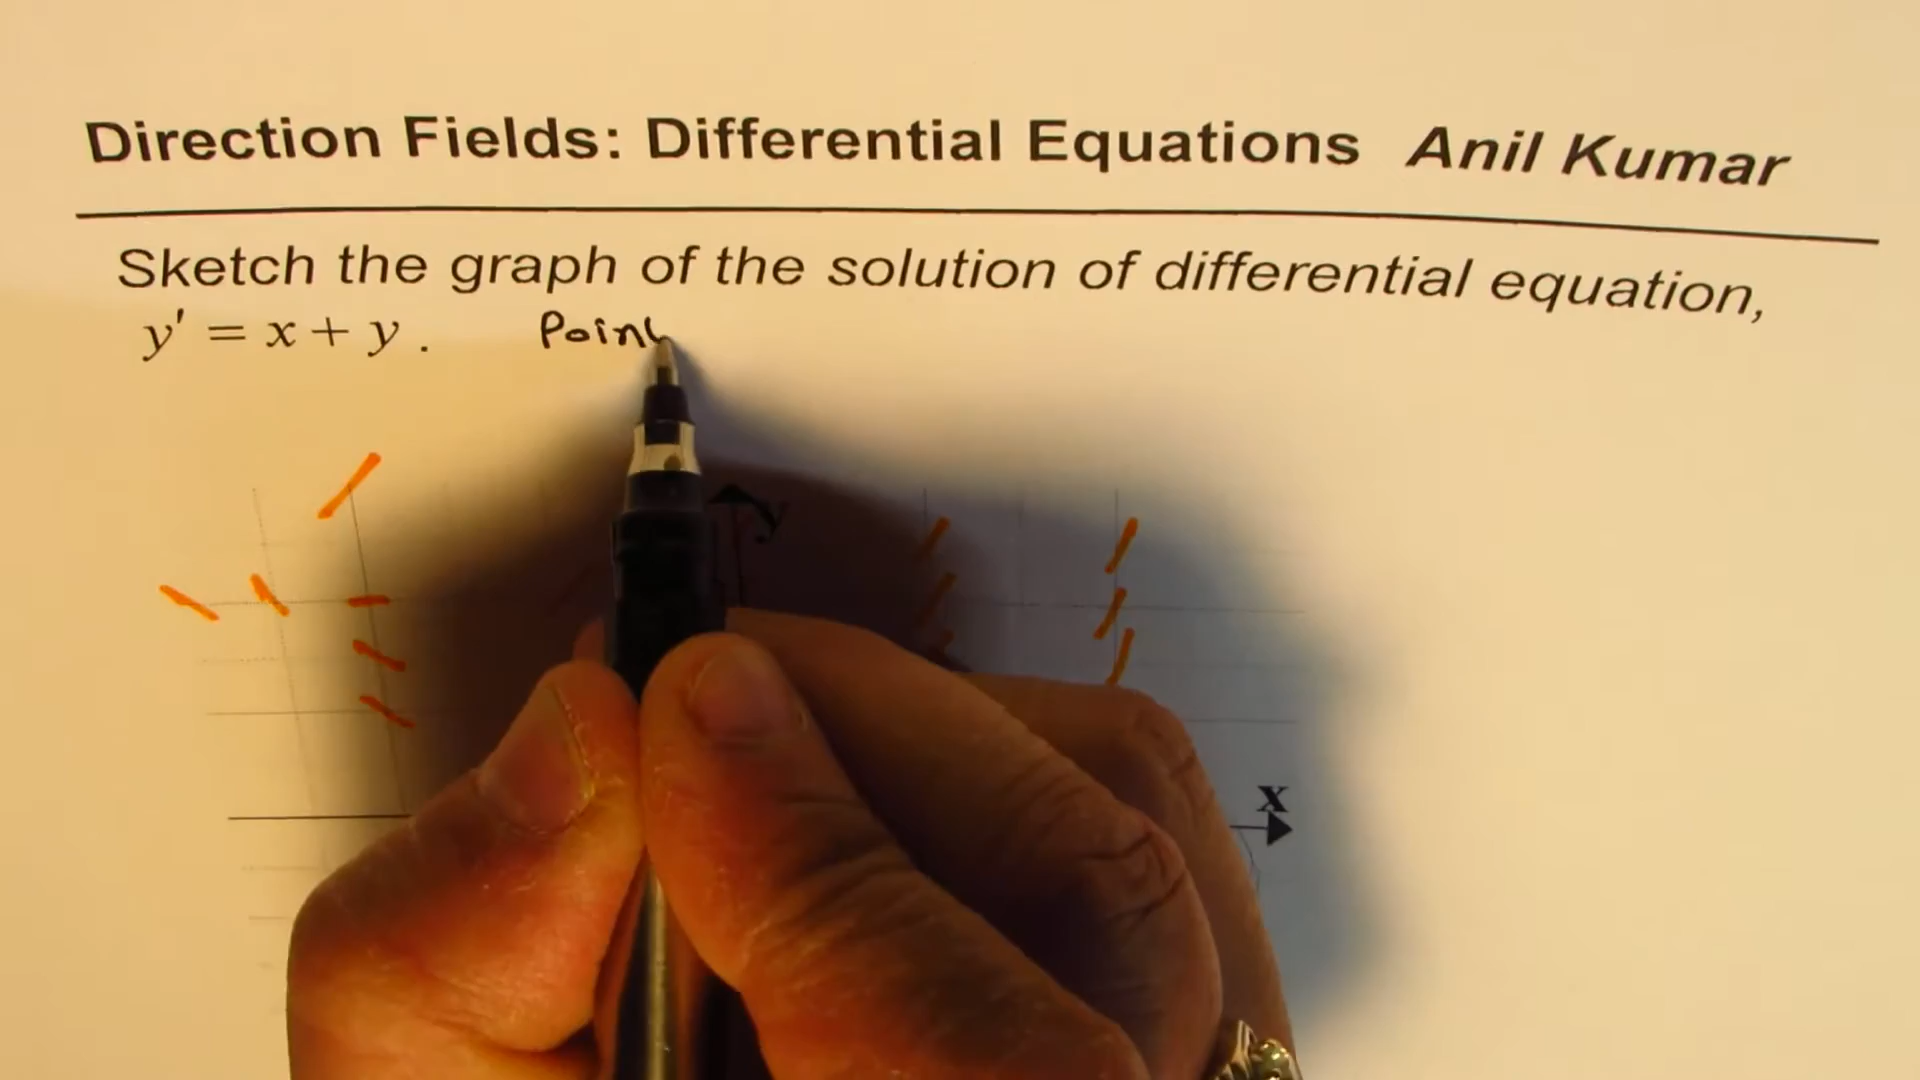 Direction Fields: Differential Equations Anil Kumar
Sketch the graph of the solution of differential equation,
y' = x + y . Point
y
x